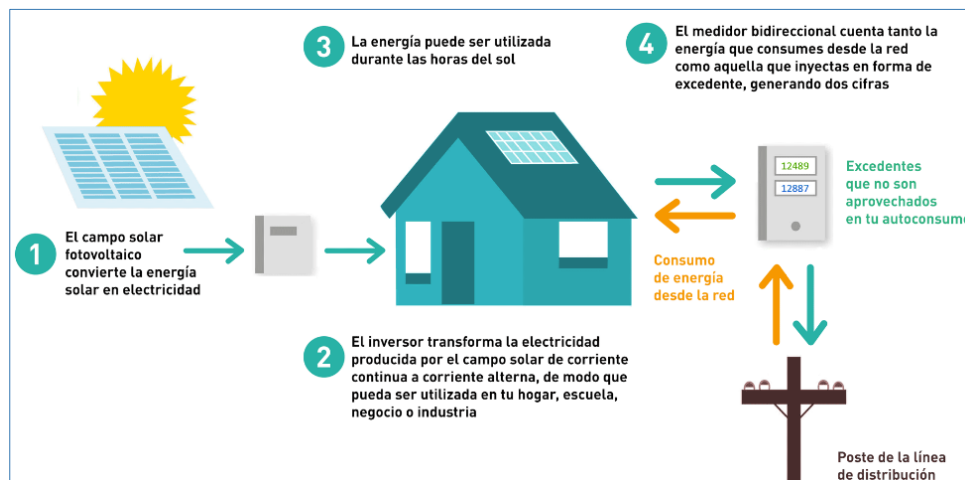 1
El campo solar
fotovoltaico
convierte la energía
solar en electricidad
2
El inversor transforma la electricidad
producida por el campo solar de corriente
continua a corriente alterna, de modo que
pueda ser utilizada en tu hogar, escuela,
negocio o industria
3
La energía puede ser utilizada
durante las horas del sol
4
El medidor bidireccional cuenta tanto la
energía que consumes desde la red
como aquella que inyectas en forma de
excedente, generando dos cifras
12489
12887
Excedentes
que no son
aprovechados
en tu autoconsumo
Consumo
de energía
desde la red
Poste de la línea
de distribución